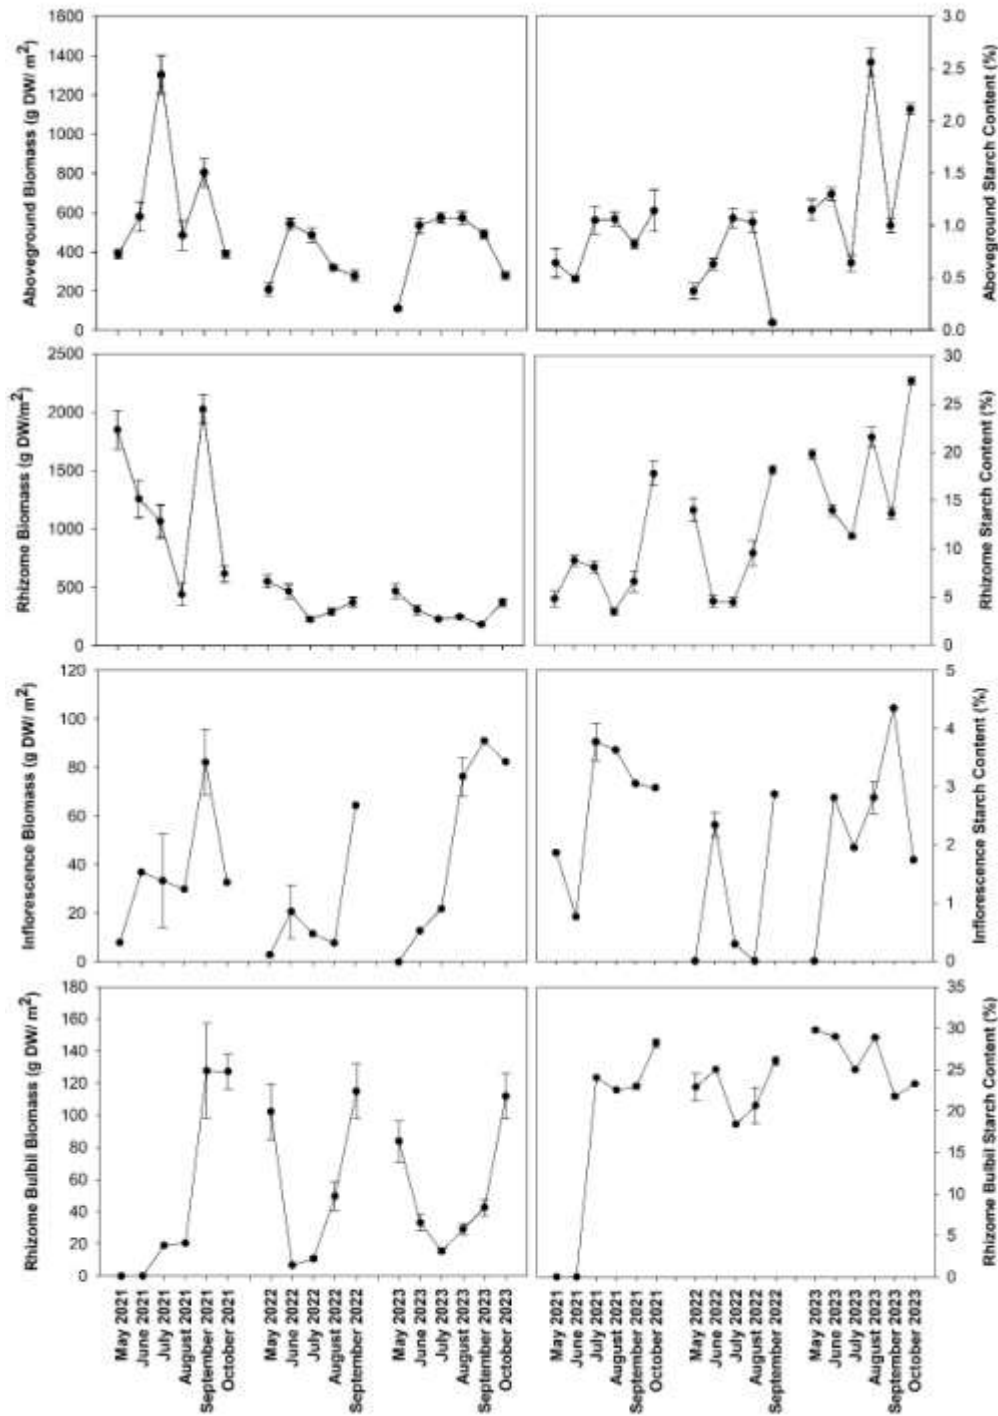 Aboveground Biomass (g DW/ m²)
1600
1400
1200
1000
800
600
400
200
0
3.0
2.5
2.0
1.5
1.0
0.5
0.0
Aboveground Starch Content (%)
Rhizome Biomass (g DW/m²)
2500
2000
1500
1000
500
0
30
25
20
15
10
5
0
Rhizome Starch Content (%)
Inflorescence Biomass (g DW/ m²)
120
100
80
60
40
20
0
5
4
3
2
1
0
Inflorescence Starch Content (%)
Rhizome Bulbil Biomass (g DW/ m²)
180
160
140
120
100
80
60
40
20
0
35
30
25
20
15
10
5
0
Rhizome Bulbil Starch Content (%)
May 2021
June 2021
July 2021
August 2021
September 2021
October 2021
May 2022
June 2022
July 2022
August 2022
September 2022
May 2023
June 2023
July 2023
August 2023
September 2023
October 2023
May 2021
June 2021
July 2021
August 2021
September 2021
October 2021
May 2022
June 2022
July 2022
August 2022
September 2022
May 2023
June 2023
July 2023
August 2023
September 2023
October 2023